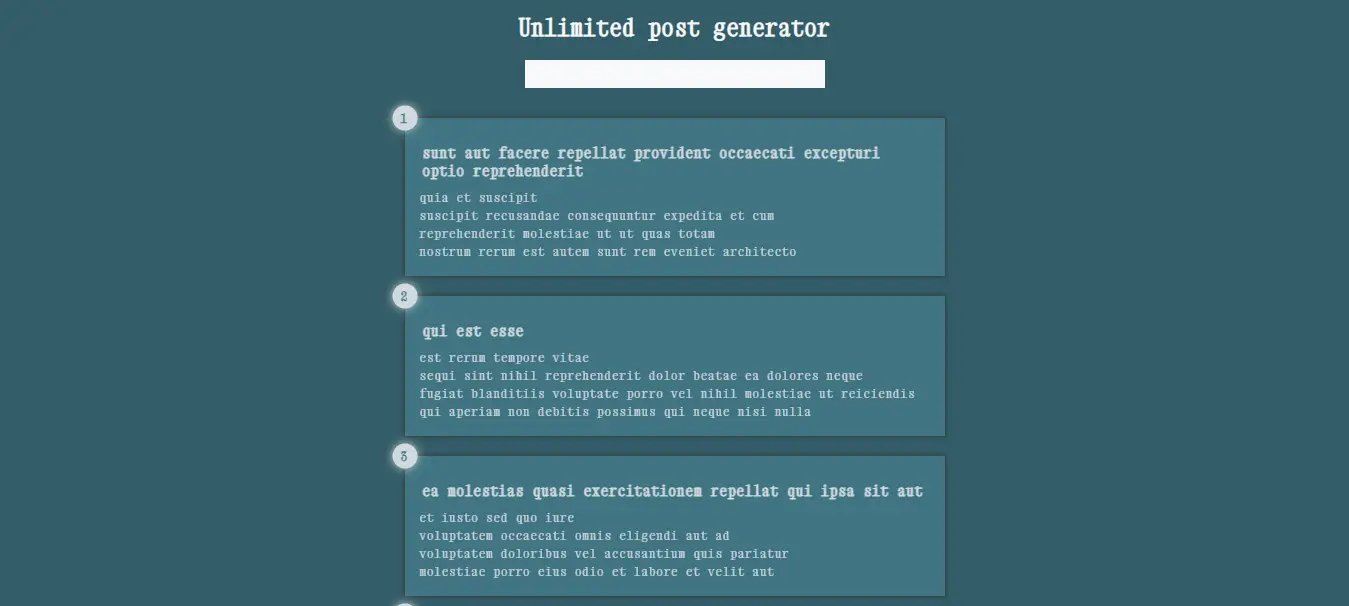 Unlimited post generator
1
sunt aut facere repellat provident occaecati excepturi
optio reprehenderit
quia et suscipit
suscipit recusandae consequuntur expedita et cum
reprehenderit molestiae ut ut quas totam
nostrum rerum est autem sunt rem eveniet architecto
2
qui est esse
est rerum tempore vitae
sequi sint nihil reprehenderit dolor beatae ea dolores neque
fugiat blanditiis voluptate porro vel nihil molestiae ut reiciendis
qui aperiam non debitis possimus qui neque nisi nulla
3
ea molestias quasi exercitationem repellat qui ipsa sit aut
et iusto sed quo iure
voluptatem occaecati omnis eligendi aut ad
voluptatem doloribus vel accusantium quis pariatur
molestiae porro eius odio et labore et velit aut